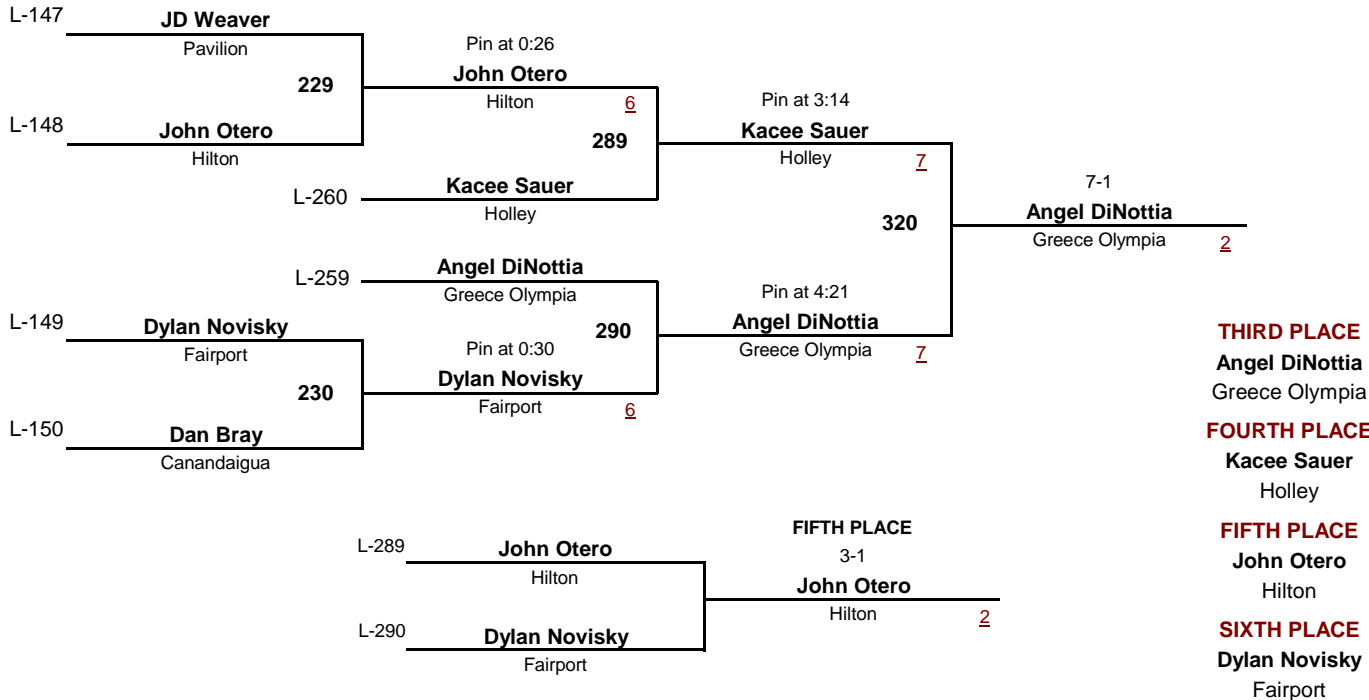 L-147
JD Weaver
Pavilion
229
L-148
John Otero
Hilton
Pin at 0:26
John Otero
Hilton
6
289
L-260
Kacee Sauer
Holley
Pin at 3:14
Kacee Sauer
Holley
7
320
7-1
Angel DiNottia
Greece Olympia
2
L-259
Angel DiNottia
Greece Olympia
290
L-149
Dylan Novisky
Fairport
230
L-150
Dan Bray
Canandaigua
Pin at 0:30
Dylan Novisky
Fairport
6
Pin at 4:21
Angel DiNottia
Greece Olympia
7
THIRD PLACE
Angel DiNottia
Greece Olympia
FOURTH PLACE
Kacee Sauer
Holley
FIFTH PLACE
John Otero
Hilton
SIXTH PLACE
Dylan Novisky
Fairport
L-289
John Otero
Hilton
L-290
Dylan Novisky
Fairport
FIFTH PLACE
3-1
John Otero
Hilton
2